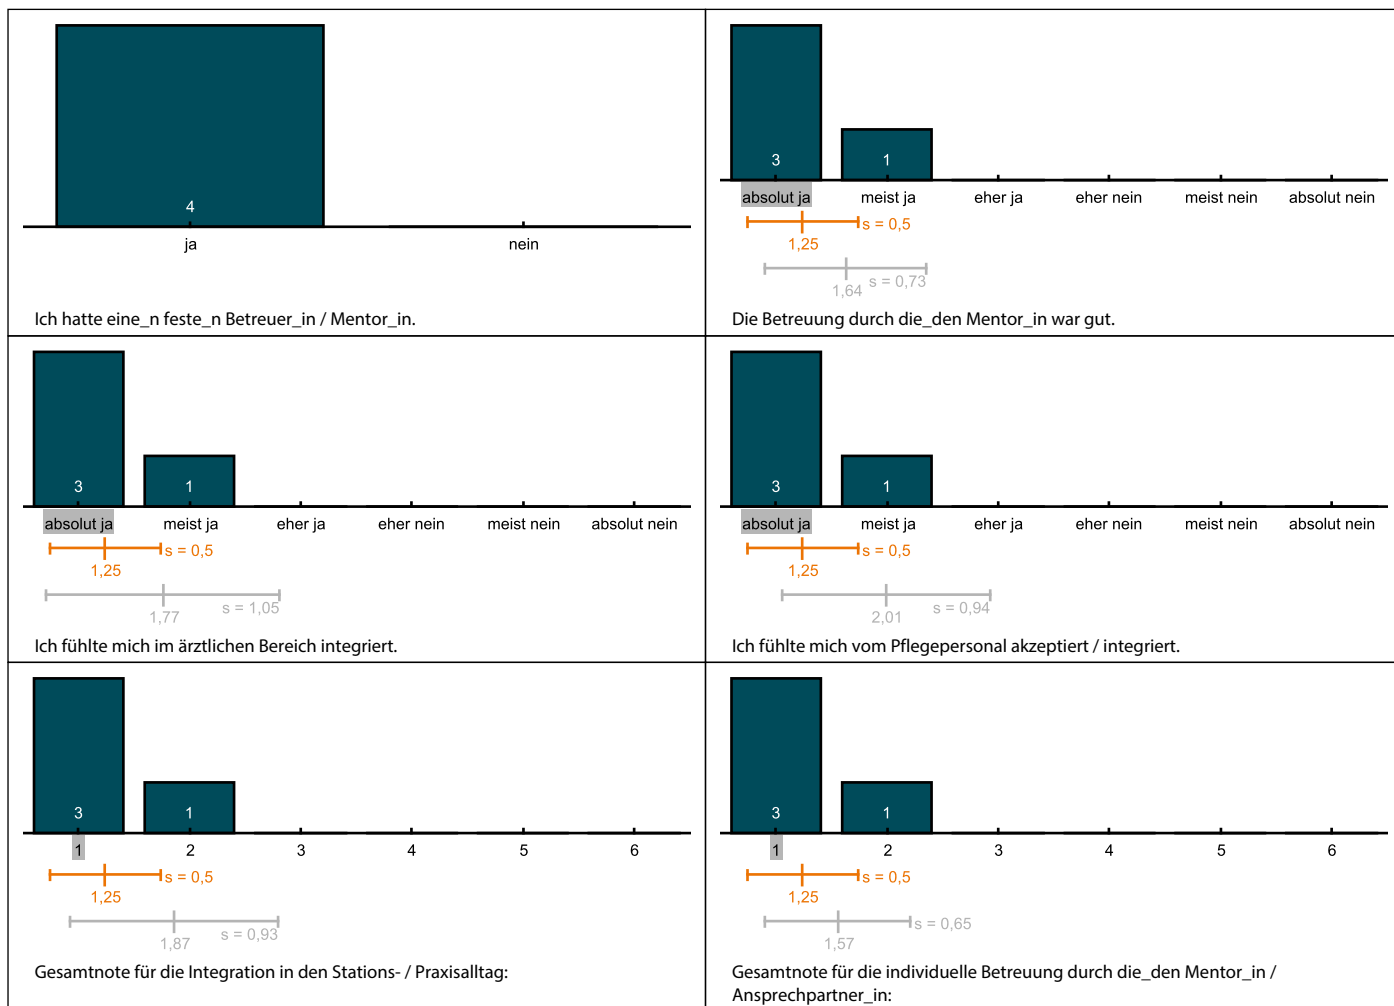 4
ja nein
Ich hatte eine_n feste_n Betreuer_in / Mentor_in.
3 1
absolut ja meist ja eher ja eher nein meist nein absolut nein
s = 0,5
1,25
s = 0,73
1,64
Die Betreuung durch die_den Mentor_in war gut.
3 1
absolut ja meist ja eher ja eher nein meist nein absolut nein
s = 0,5
1,25
s = 1,05
1,77
Ich fühlte mich im ärztlichen Bereich integriert.
3 1
absolut ja meist ja eher ja eher nein meist nein absolut nein
s = 0,5
1,25
s = 0,94
2,01
Ich fühlte mich vom Pflegepersonal akzeptiert / integriert.
3 1
1 2 3 4 5 6
s = 0,5
1,25
s = 0,93
1,87
Gesamtnote für die Integration in den Stations- / Praxisalltag:
3 1
1 2 3 4 5 6
s = 0,5
1,25
s = 0,65
1,57
Gesamtnote für die individuelle Betreuung durch die_den Mentor_in /
Ansprechpartner_in: